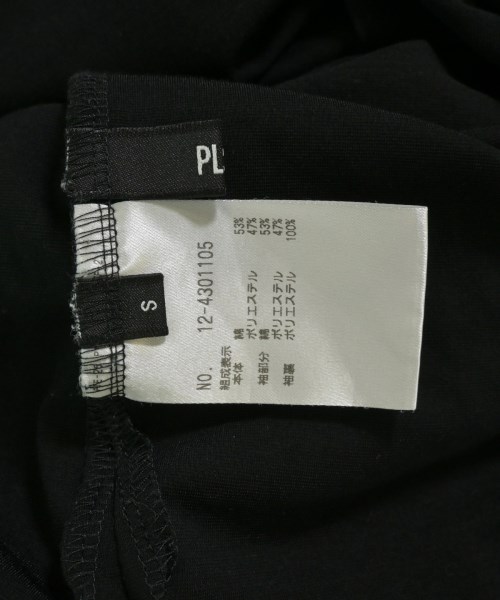 PL
S
NO. 12-4301105
組成表示
本体 綿 53%
ポリエステル 47%
袖部分 綿 53%
ポリエステル 47%
袖裏 ポリエステル 100%